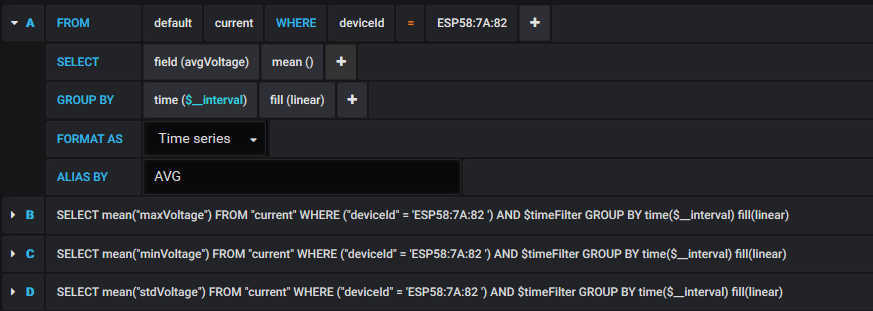 A FROM default current WHERE deviceId = ESP58:7A:82 +
SELECT field (avgVoltage) mean () +
GROUP BY time ($__interval) fill (linear) +
FORMAT AS Time series
ALIAS BY AVG
B SELECT mean("maxVoltage") FROM "current" WHERE ("deviceId" = 'ESP58:7A:82 ') AND $timeFilter GROUP BY time($__interval) fill(linear)
C SELECT mean("minVoltage") FROM "current" WHERE ("deviceId" = 'ESP58:7A:82 ') AND $timeFilter GROUP BY time($__interval) fill(linear)
D SELECT mean("stdVoltage") FROM "current" WHERE ("deviceId" = 'ESP58:7A:82 ') AND $timeFilter GROUP BY time($__interval) fill(linear)